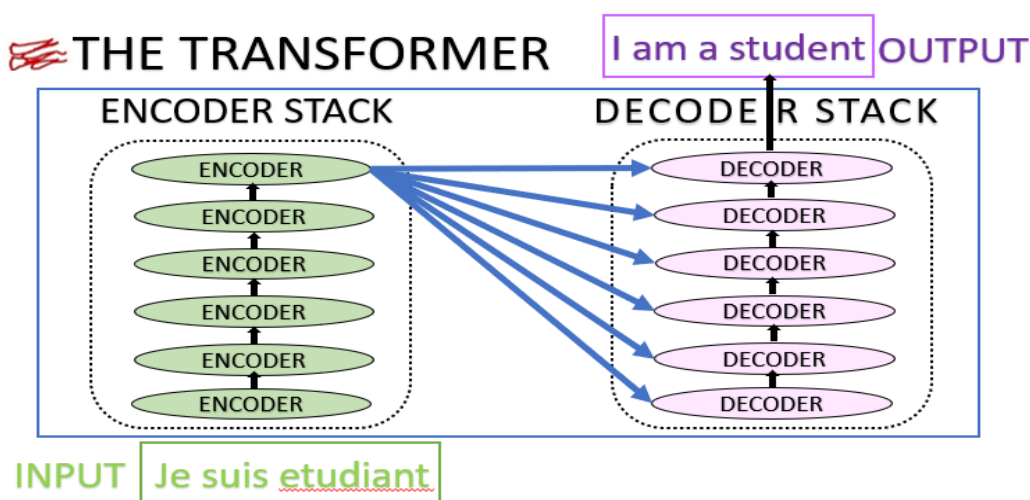 THE TRANSFORMER
I am a student OUTPUT
ENCODER STACK
DECODER STACK
ENCODER
ENCODER
ENCODER
ENCODER
ENCODER
ENCODER
DECODER
DECODER
DECODER
DECODER
DECODER
DECODER
INPUT Je suis etudiant